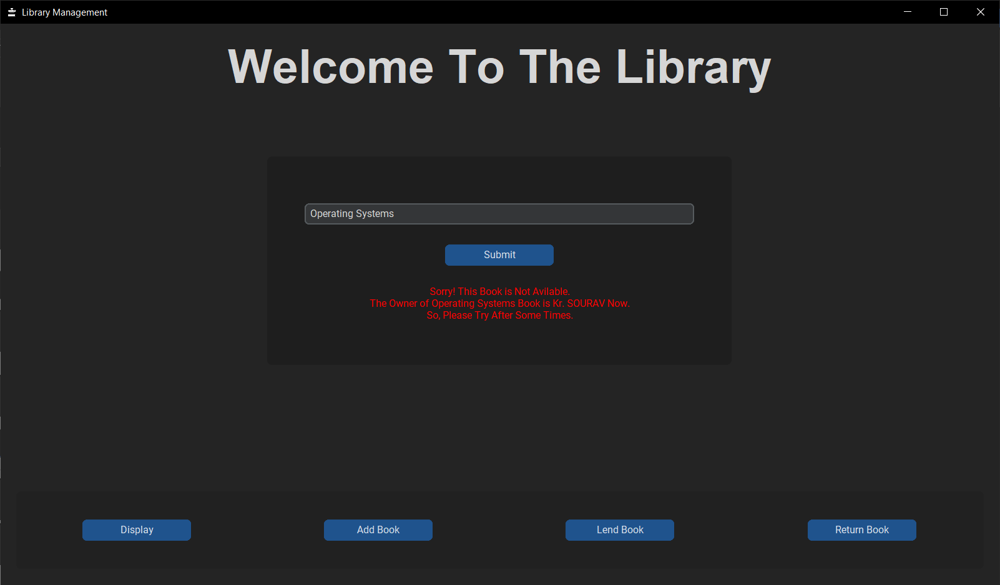 Library Management
Welcome To The Library
Operating Systems
Submit
Sorry! This Book is Not Avilable.
The Owner of Operating Systems Book is Kr. SOURAV Now.
So, Please Try After Some Times.
Display
Add Book
Lend Book
Return Book